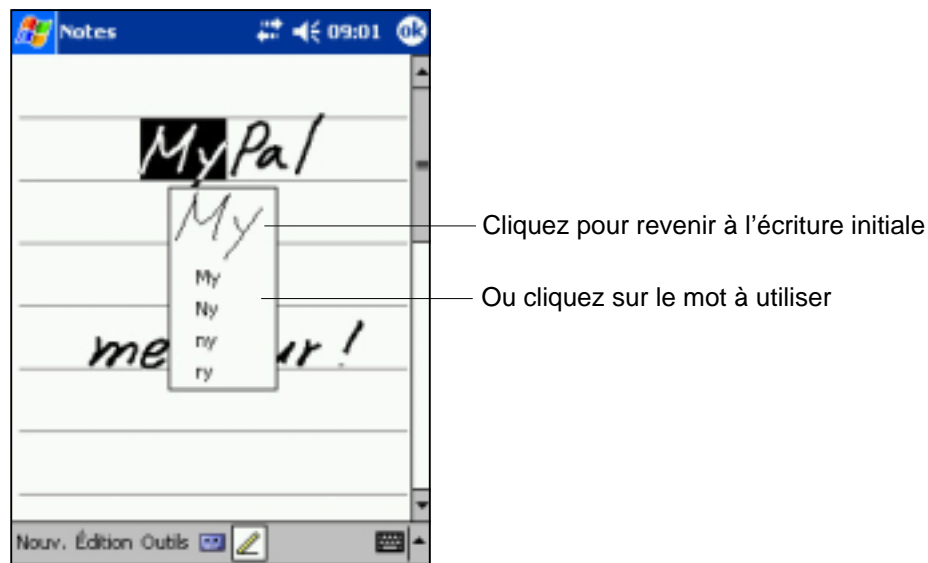 Notes 09:01 ok
MyPal
My
Cliquez pour revenir à l'écriture initiale
My
Ou cliquez sur le mot à utiliser
Ny
ny
ry
me ur !
Nouv. Édition Outils